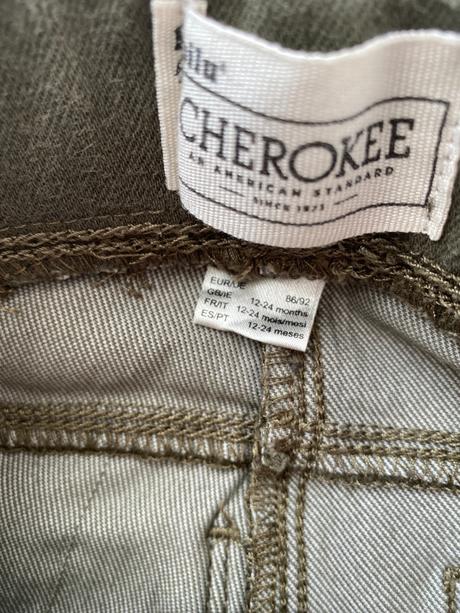 CHEROKEE
AN AMERICAN STANDARD
SINCE 1973
EUR/DE 86/92
GB/IE 12-24 months
FR/IT 12-24 mois/mesi
ES/PT 12-24 meses